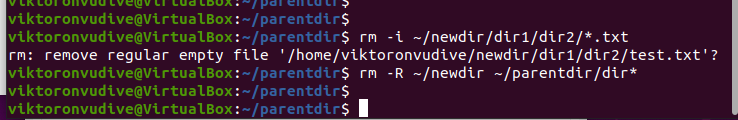 viktoronvudive@VirtualBox:~/parentdir$
viktoronvudive@VirtualBox:~/parentdir$
viktoronvudive@VirtualBox:~/parentdir$ rm -i ~/newdir/dir1/dir2/*.txt
rm: remove regular empty file '/home/viktoronvudive/newdir/dir1/dir2/test.txt'?
viktoronvudive@VirtualBox:~/parentdir$ rm -R ~/newdir ~/parentdir/dir*
viktoronvudive@VirtualBox:~/parentdir$
viktoronvudive@VirtualBox:~/parentdir$